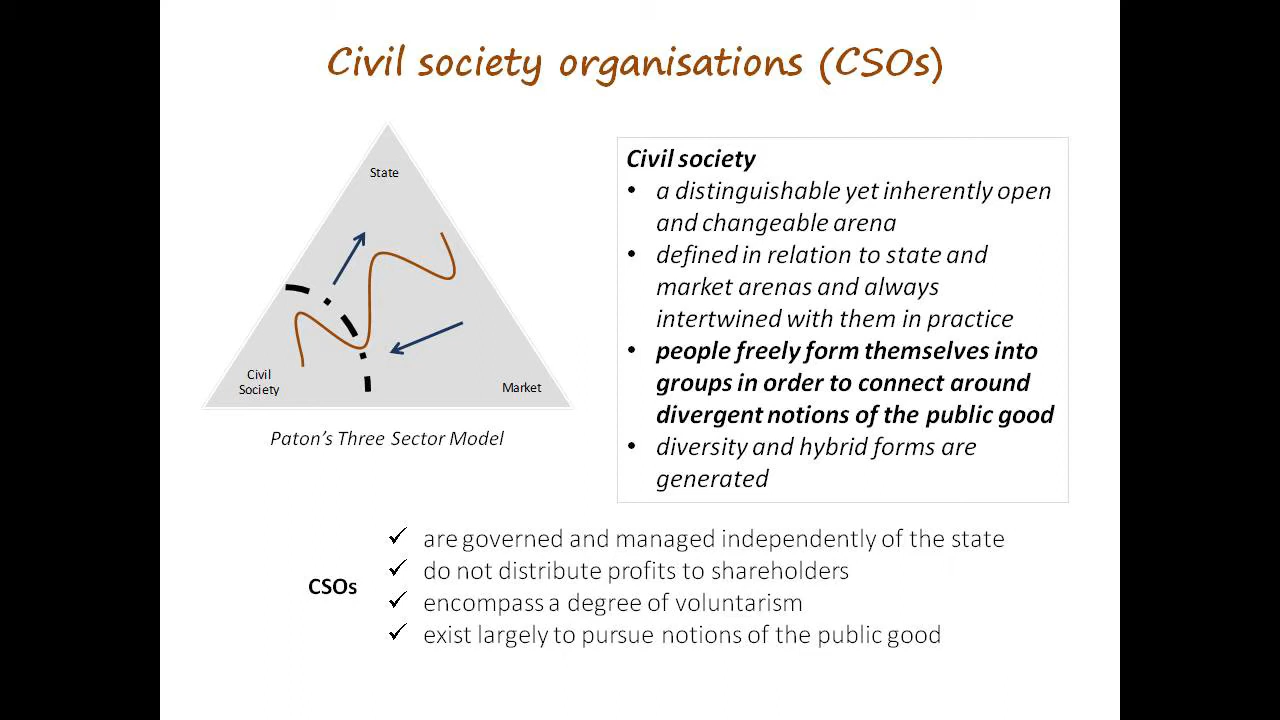 Civil society organisations (CSOs)
State
Civil
Society
Market
Paton's Three Sector Model
Civil society
• a distinguishable yet inherently open
and changeable arena
• defined in relation to state and
market arenas and always
intertwined with them in practice
• people freely form themselves into
groups in order to connect around
divergent notions of the public good
• diversity and hybrid forms are
generated
CSOs
✓ are governed and managed independently of the state
✓ do not distribute profits to shareholders
✓ encompass a degree of voluntarism
✓ exist largely to pursue notions of the public good